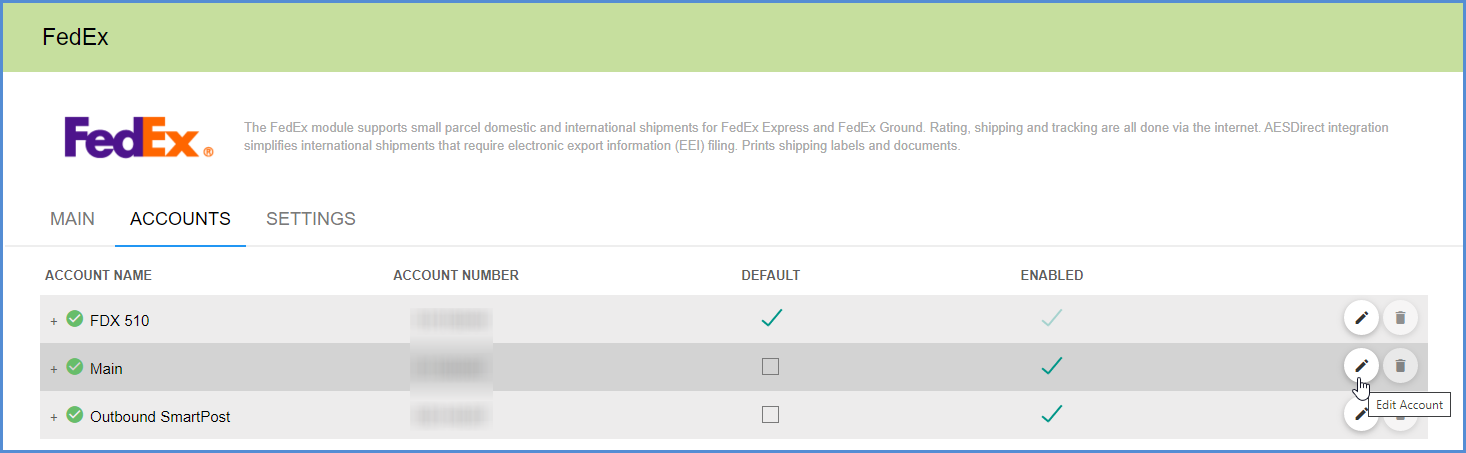 FedEx
FedEx®
The FedEx module supports small parcel domestic and international shipments for FedEx Express and FedEx Ground. Rating, shipping and tracking are all done via the internet. AESDirect integration
simplifies international shipments that require electronic export information (EEI) filing. Prints shipping labels and documents.
MAIN ACCOUNTS SETTINGS
ACCOUNT NAME ACCOUNT NUMBER DEFAULT ENABLED
+ FDX 510
+ Main
Edit Account
+ Outbound SmartPost